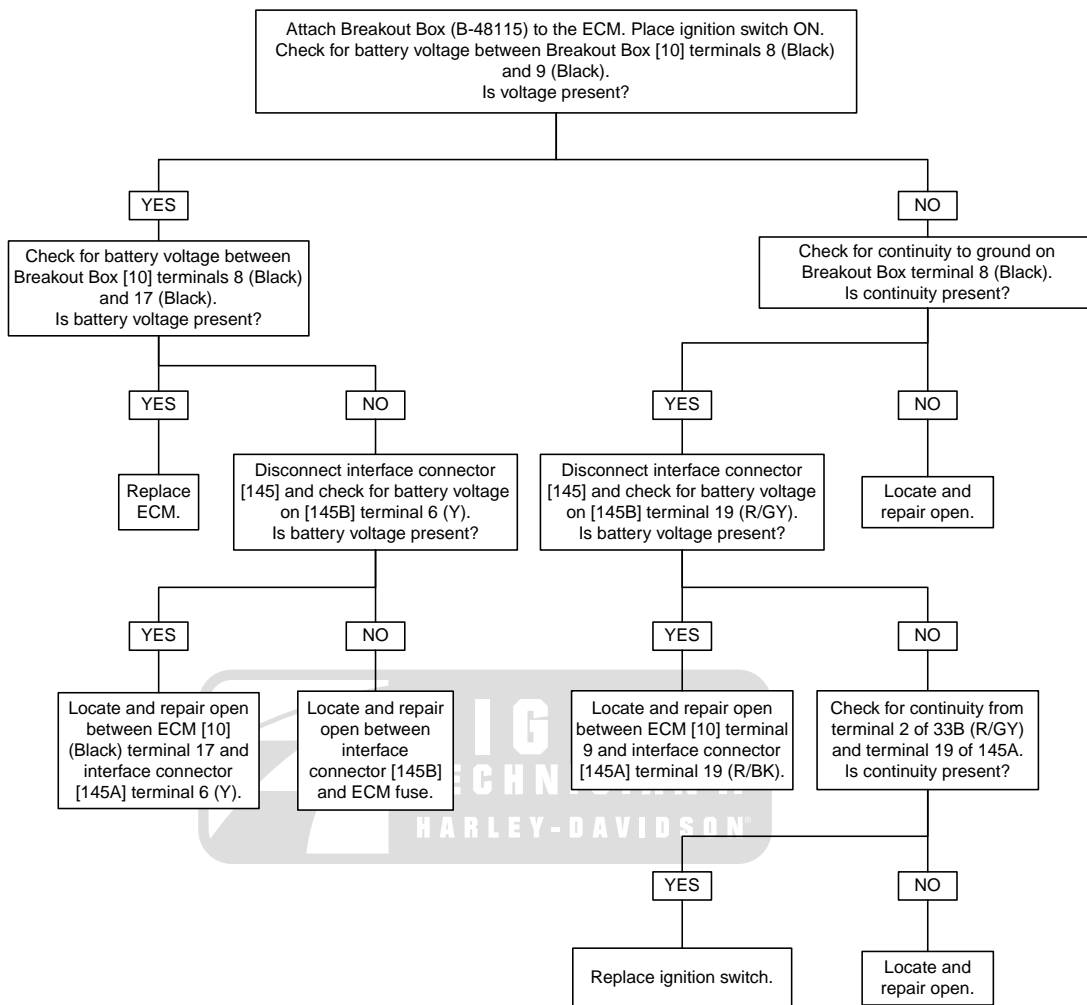 Attach Breakout Box (B-48115) to the ECM. Place ignition switch ON.
Check for battery voltage between Breakout Box [10] terminals 8 (Black)
and 9 (Black).
Is voltage present?
YES
NO
Check for battery voltage between
Breakout Box [10] terminals 8 (Black)
and 17 (Black).
Is battery voltage present?
Check for continuity to ground on
Breakout Box terminal 8 (Black).
Is continuity present?
YES
NO
YES
NO
Replace
ECM.
Disconnect interface connector
[145] and check for battery voltage
on [145B] terminal 6 (Y).
Is battery voltage present?
Disconnect interface connector
[145] and check for battery voltage
on [145B] terminal 19 (R/GY).
Is battery voltage present?
Locate and
repair open.
YES
NO
YES
NO
Locate and repair open
between ECM [10]
(Black) terminal 17 and
interface connector
[145A] terminal 6 (Y).
Locate and repair
open between
interface
connector [145B]
and ECM fuse.
Locate and repair open
between ECM [10] terminal
9 and interface connector
[145A] terminal 19 (R/BK).
Check for continuity from
terminal 2 of 33B (R/GY)
and terminal 19 of 145A.
Is continuity present?
HARLEY-DAVIDSON®
YES
NO
Replace ignition switch.
Locate and
repair open.